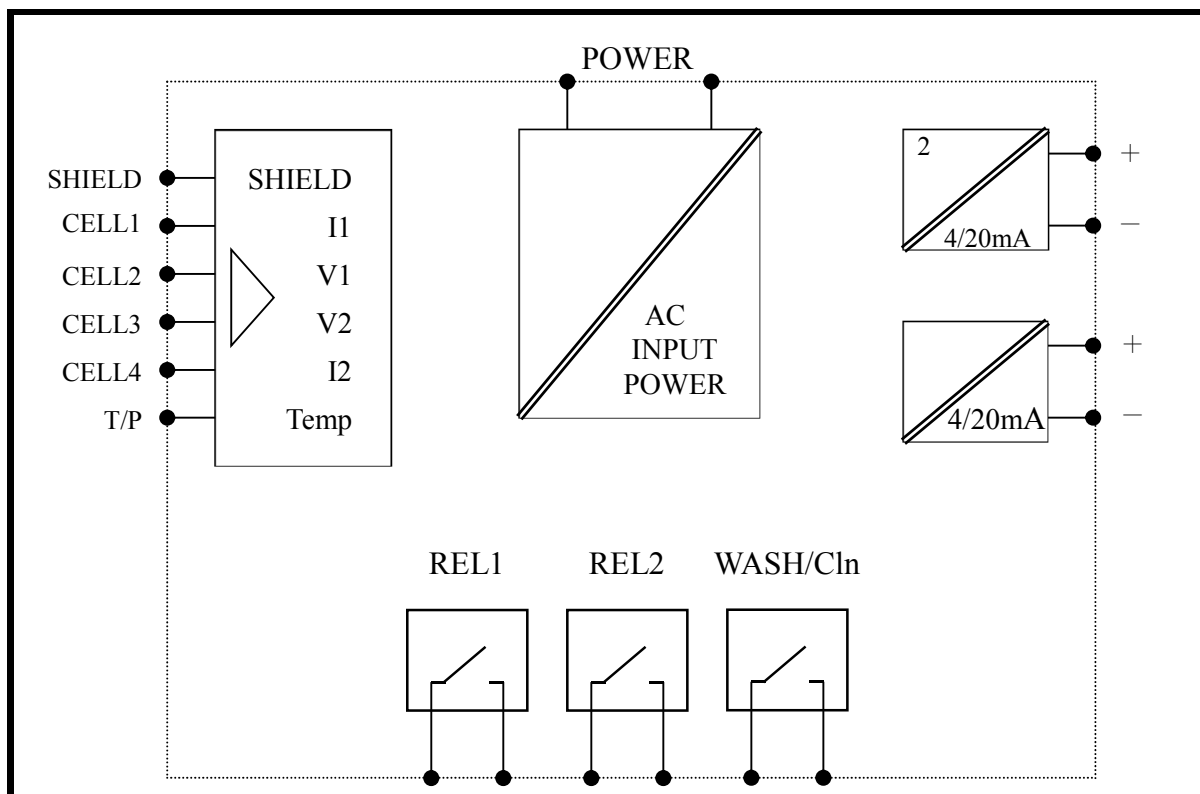 POWER
SHIELD
CELL1
CELL2
CELL3
CELL4
T/P
SHIELD
I1
V1
V2
I2
Temp
AC
INPUT
POWER
2
4/20mA
+
−
4/20mA
+
−
REL1
REL2
WASH/Cln